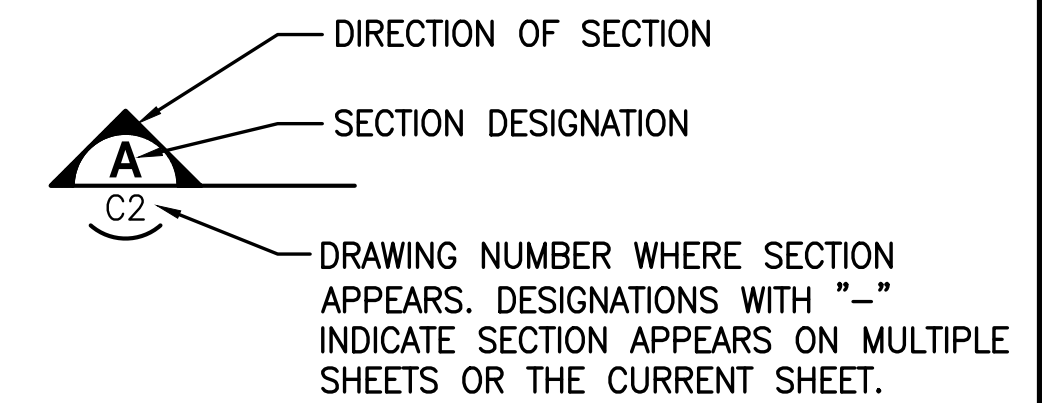 DIRECTION OF SECTION
SECTION DESIGNATION
A
C2
DRAWING NUMBER WHERE SECTION
APPEARS. DESIGNATIONS WITH "–"
INDICATE SECTION APPEARS ON MULTIPLE
SHEETS OR THE CURRENT SHEET.